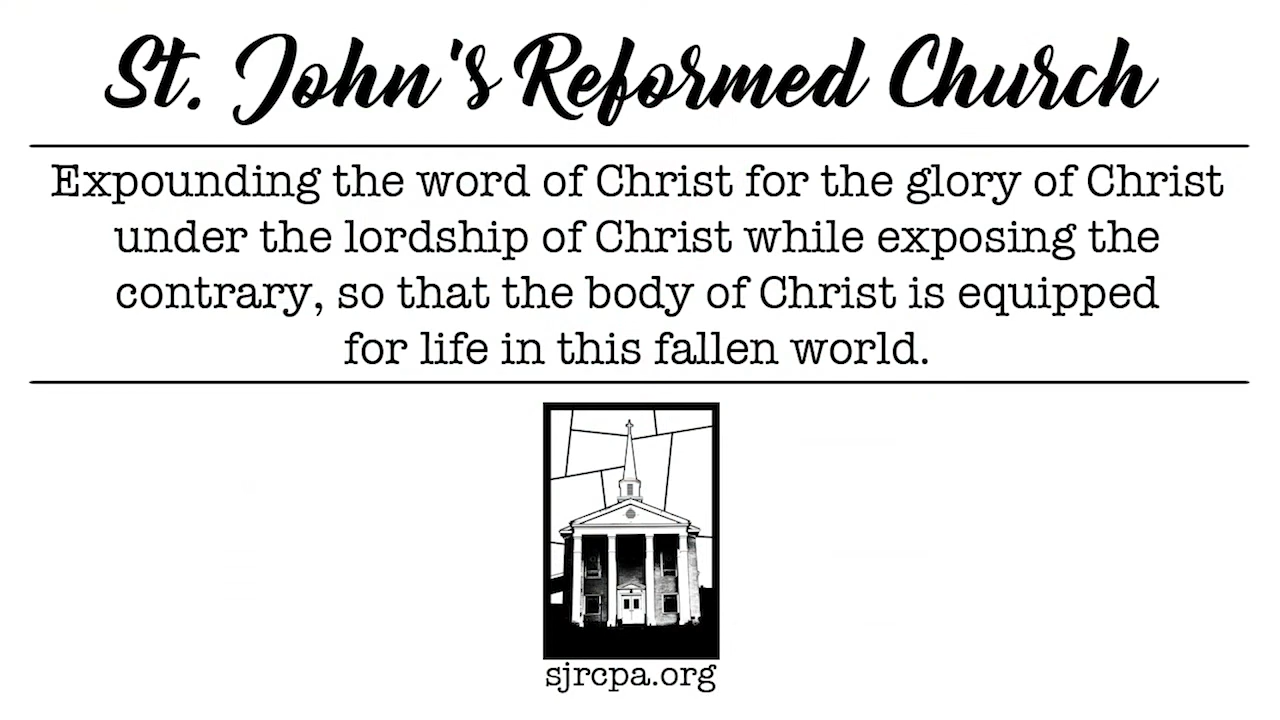 St. John's Reformed Church
Expounding the word of Christ for the glory of Christ
under the lordship of Christ while exposing the
contrary, so that the body of Christ is equipped
for life in this fallen world.
sjrcpa.org